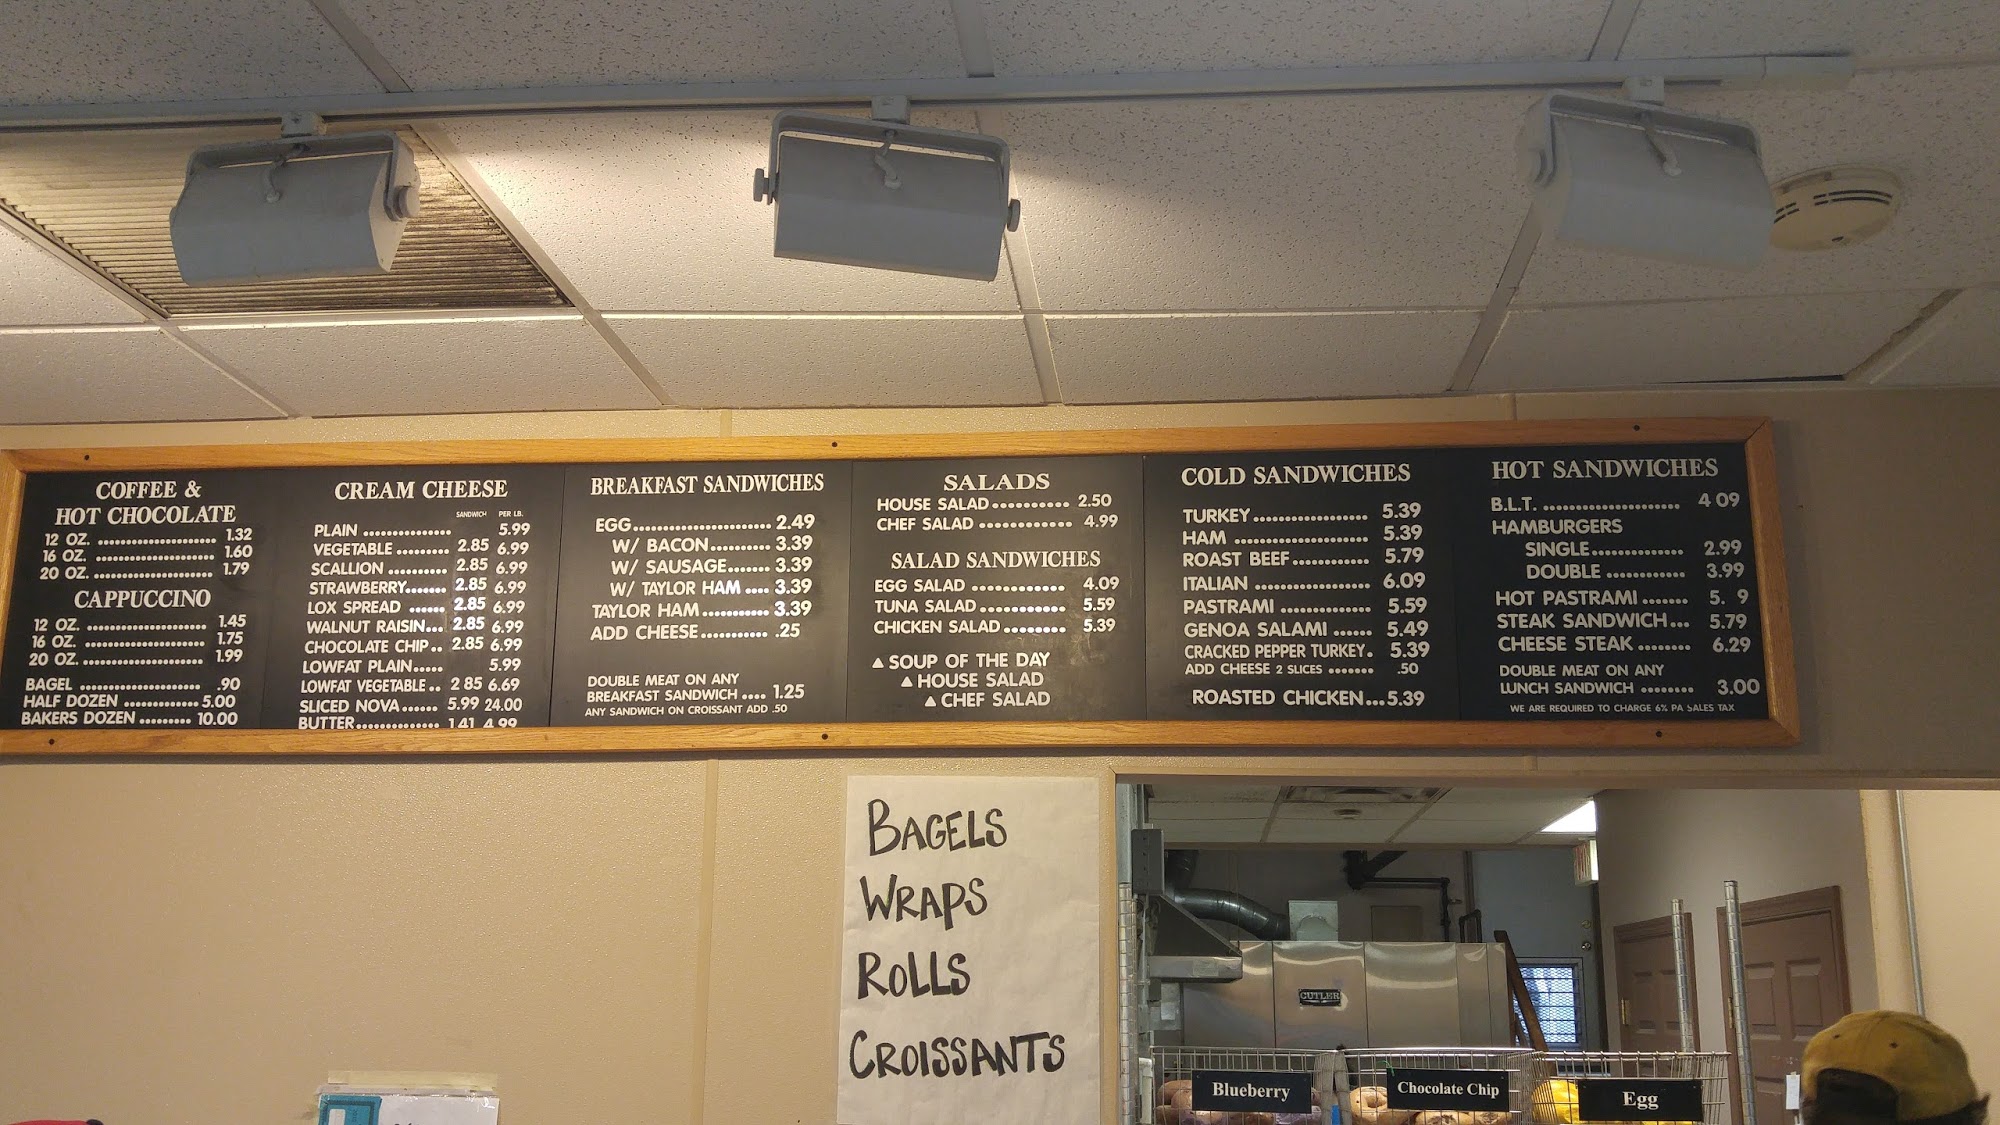 COFFEE &
HOT CHOCOLATE
12 OZ. ........................ 1.32
16 OZ. ........................ 1.60
20 OZ. ........................ 1.79
CAPPUCCINO
12 OZ. ........................ 1.45
16 OZ. ........................ 1.75
20 OZ. ........................ 1.99
BAGEL ........................ .90
HALF DOZEN .............. 5.00
BAKERS DOZEN .......... 10.00
CREAM CHEESE
SANDWICH PER LB.
PLAIN ................. 5.99
VEGETABLE .......... 2.85 6.99
SCALLION ........... 2.85 6.99
STRAWBERRY........ 2.85 6.99
LOX SPREAD ...... 2.85 6.99
WALNUT RAISIN... 2.85 6.99
CHOCOLATE CHIP.. 2.85 6.99
LOWFAT PLAIN..... 5.99
LOWFAT VEGETABLE .. 2 85 6.69
SLICED NOVA....... 5.99 24.00
BUTTER................ 1.41 4.99
BREAKFAST SANDWICHES
EGG........................ 2.49
W/ BACON........... 3.39
W/ SAUSAGE....... 3.39
W/ TAYLOR HAM .... 3.39
TAYLOR HAM ............ 3.39
ADD CHEESE ............ .25
DOUBLE MEAT ON ANY
BREAKFAST SANDWICH .... 1.25
ANY SANDWICH ON CROISSANT ADD .50
SALADS
HOUSE SALAD ........... 2.50
CHEF SALAD ............. 4.99
SALAD SANDWICHES
EGG SALAD ............. 4.09
TUNA SALAD ............ 5.59
CHICKEN SALAD ......... 5.39
▲ SOUP OF THE DAY
▲ HOUSE SALAD
▲ CHEF SALAD
COLD SANDWICHES
TURKEY................... 5.39
HAM ...................... 5.39
ROAST BEEF............. 5.79
ITALIAN .................. 6.09
PASTRAMI .............. 5.59
GENOA SALAMI ...... 5.49
CRACKED PEPPER TURKEY. 5.39
ADD CHEESE 2 SLICES ........ .50
ROASTED CHICKEN...5.39
HOT SANDWICHES
B.L.T. ....................... 4 09
HAMBURGERS
SINGLE............... 2.99
DOUBLE ............. 3.99
HOT PASTRAMI ....... 5. 9
STEAK SANDWICH... 5.79
CHEESE STEAK ........ 6.29
DOUBLE MEAT ON ANY
LUNCH SANDWICH ......... 3.00
WE ARE REQUIRED TO CHARGE 6% PA SALES TAX
BAGELS
WRAPS
ROLLS
CROISSANTS
CUTLER
Blueberry
Chocolate Chip
Egg